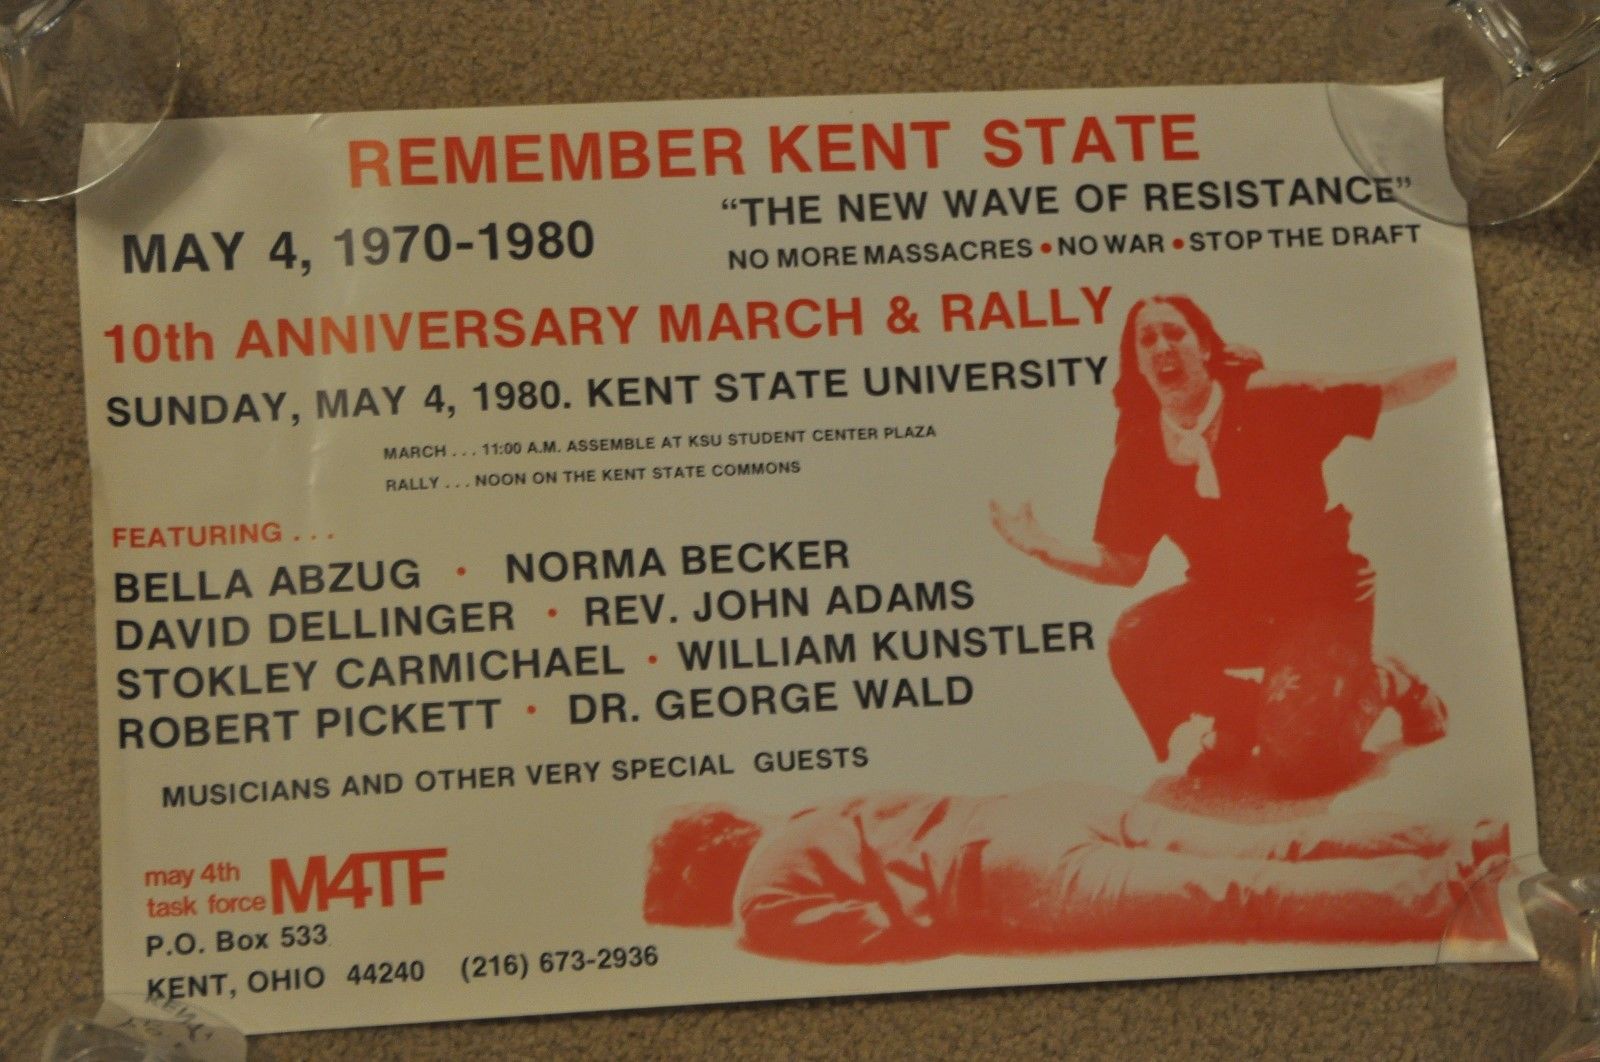 REMEMBER KENT STATE
MAY 4, 1970-1980
“THE NEW WAVE OF RESISTANCE”
NO MORE MASSACRES • NO WAR • STOP THE DRAFT
10th ANNIVERSARY MARCH & RALLY
SUNDAY, MAY 4, 1980. KENT STATE UNIVERSITY
MARCH . . . 11:00 A.M. ASSEMBLE AT KSU STUDENT CENTER PLAZA
RALLY . . . NOON ON THE KENT STATE COMMONS
FEATURING . . .
BELLA ABZUG • NORMA BECKER
DAVID DELLINGER • REV. JOHN ADAMS
STOKLEY CARMICHAEL • WILLIAM KUNSTLER
ROBERT PICKETT • DR. GEORGE WALD
MUSICIANS AND OTHER VERY SPECIAL GUESTS
may 4th
task force M4TF
P.O. Box 533
KENT, OHIO 44240 (216) 673-2936